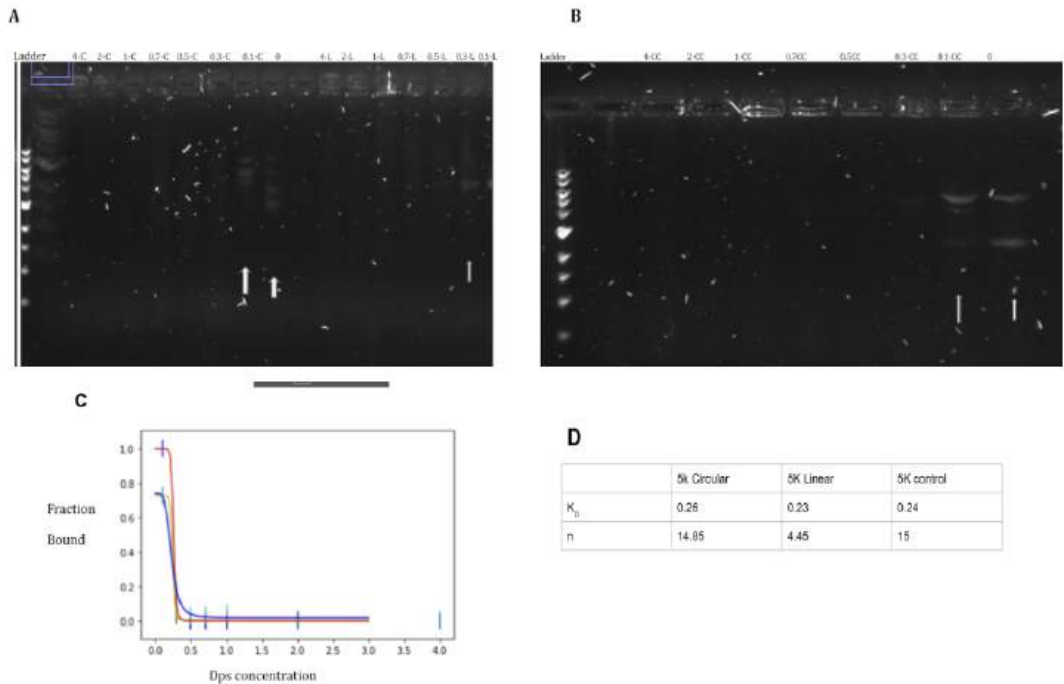 A
Ladder 4-C 2-C 1-C 0.7-C 0.5-C 0.3-C 0.1-C 0 4-L 2-L 1-L 0.7-L 0.5-L 0.3-L 0.1-L
B
Ladder 4-CC 2-CC 1-CC 0.7CC 0.5CC 0.3-CC 0.1-CC 0
C
Fraction
Bound
1.0
0.8
0.6
0.4
0.2
0.0
0.0 0.5 1.0 1.5 2.0 2.5 3.0 3.5 4.0
Dps concentration
D
5k Circular 5K Linear 5K control
K_D 0.26 0.23 0.24
n 14.85 4.45 15